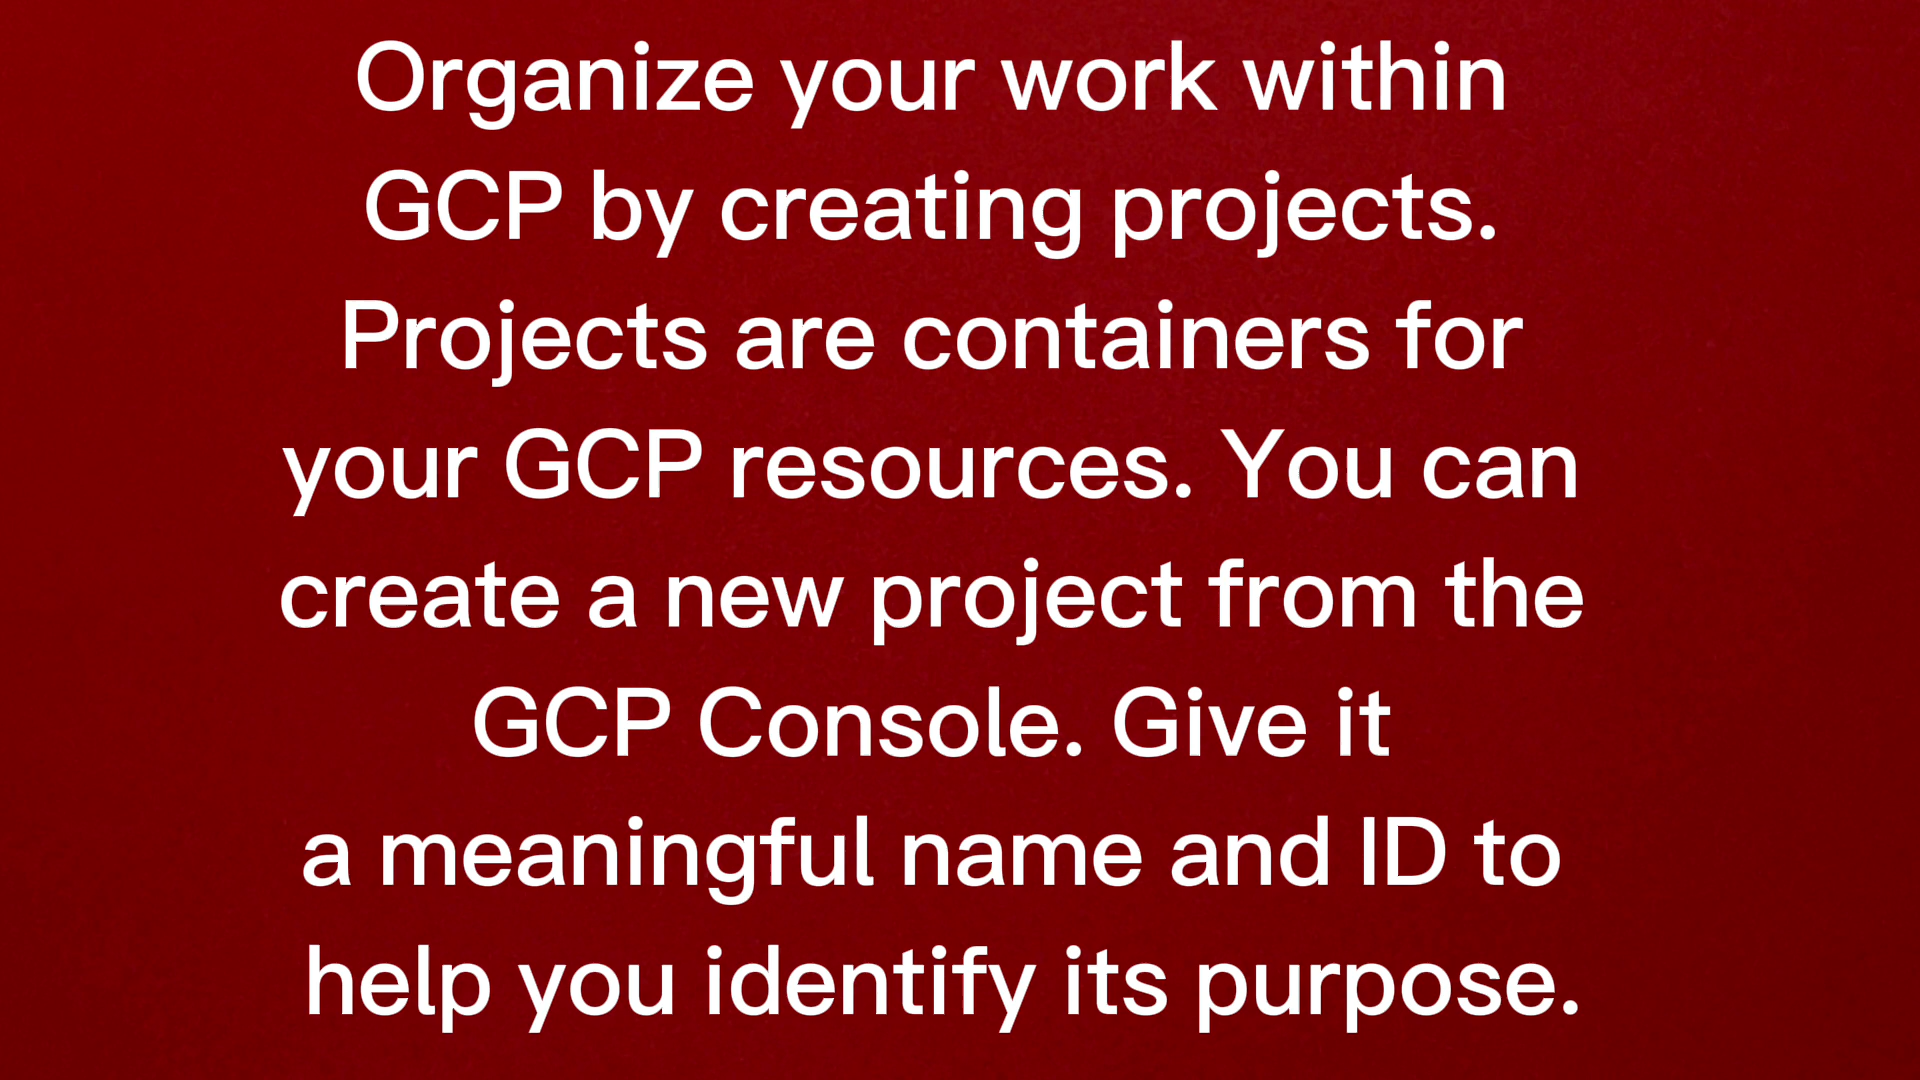 Organize your work within
GCP by creating projects.
Projects are containers for
your GCP resources. You can
create a new project from the
GCP Console. Give it
a meaningful name and ID to
help you identify its purpose.